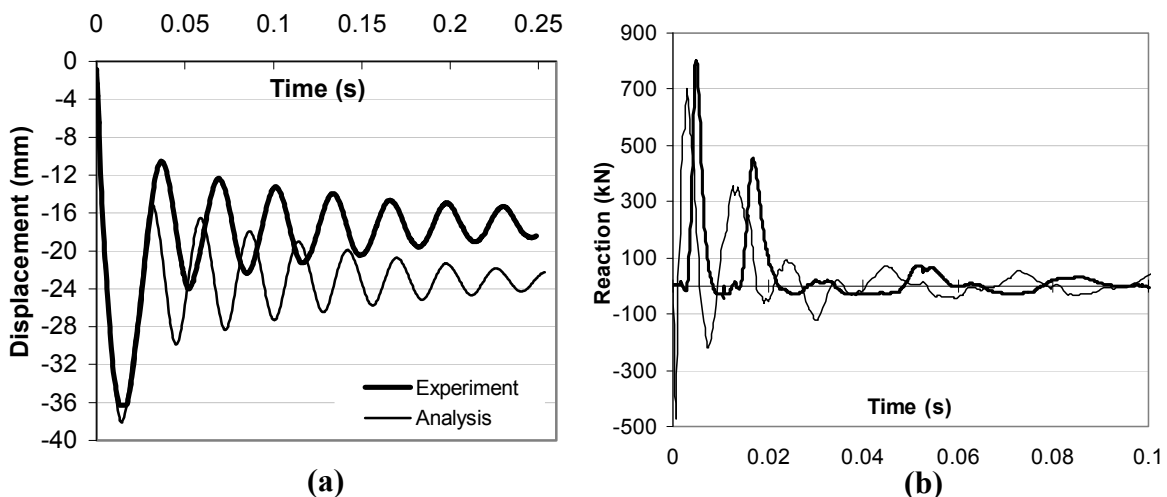 0 0.05 0.1 0.15 0.2 0.25
Time (s)
0
-4
-8
-12
-16
-20
-24
-28
-32
-36
-40
Displacement (mm)
Experiment
Analysis
(a)
900
700
500
300
100
-100
-300
-500
Reaction (kN)
Time (s)
0 0.02 0.04 0.06 0.08 0.1
(b)